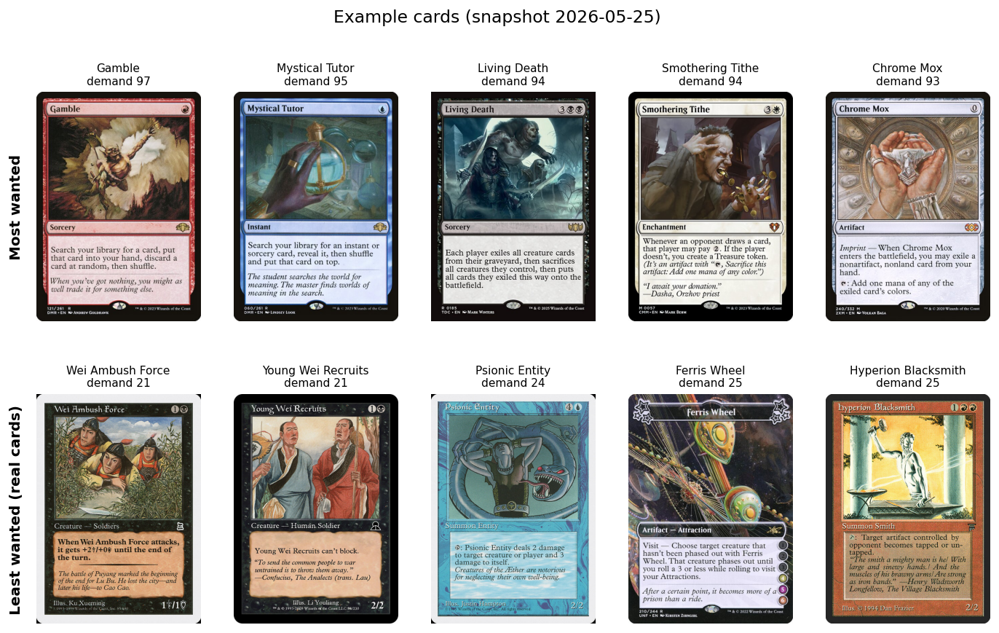 Example cards (snapshot 2026-05-25)
Most wanted
Gamble
demand 97
Gamble
Sorcery
Search your library for a card, put
that card into your hand, discard a
card at random, then shuffle.
When you've got nothing, you might as
well trade it for something else.
121/261 R
DMR • EN Andrew Goldhawk
™ & © 2023 Wizards of the Coast
Mystical Tutor
demand 95
Mystical Tutor
Instant
Search your library for an instant or
sorcery card, reveal it, then shuffle
and put that card on top.
The student searches the world for
meaning. The master finds worlds of
meaning in the search.
060/261 R
DMR • EN Lindsey Look
™ & © 2023 Wizards of the Coast
Living Death
demand 94
Living Death
3
Sorcery
Each player exiles all creature cards
from their graveyard, then sacrifices
all creatures they control, then puts
all cards they exiled this way onto the
battlefield.
R 0185
TDC • EN Mark Winters
™ & © 2025 Wizards of the Coast
Smothering Tithe
demand 94
Smothering Tithe
3
Enchantment
Whenever an opponent draws a card,
that player may pay 2. If the player
doesn't, you create a Treasure token.
(It's an artifact with ", Sacrifice this
artifact: Add one mana of any color.")
"I await your donation."
—Dasha, Orzhov priest
M 0057
CMM • EN Mark Behm
™ & © 2023 Wizards of the Coast
Chrome Mox
demand 93
Chrome Mox
0
Artifact
Imprint — When Chrome Mox
enters the battlefield, you may exile a
nonartifact, nonland card from your
hand.
: Add one mana of any of the
exiled card's colors.
240/332 M
2XM • EN Volkan Baga
™ & © 2020 Wizards of the Coast
Least wanted (real cards)
Wei Ambush Force
demand 21
Wei Ambush Force
1
Creature — Soldiers
When Wei Ambush Force attacks,
it gets +2/+0 until the end of
the turn.
The battle of Puyang marked the beginning
of the end for Lu Bu. He lost the city—and
later his life—to Cao Cao.
Illus. Ku Xueming
1/1
Young Wei Recruits
demand 21
Young Wei Recruits
1
Creature — Human Soldier
Young Wei Recruits can't block.
"To send the common people to war
untrained is to throw them away."
—Confucius, The Analects (trans. Lau)
Illus. Li Youliang
2/2
Psionic Entity
demand 24
Psionic Entity
4
Summon Entity
: Psionic Entity deals 2 damage
to target creature or player and 3
damage to itself.
Creatures of the Æther are notorious
for neglecting their own well-being.
Illus. Justin Hampton
2/2
Ferris Wheel
demand 25
Ferris Wheel
Artifact — Attraction
Visit — Choose target creature that
hasn't been phased out with Ferris
Wheel. That creature phases out until
you roll a 3 or less while rolling to visit
your Attractions.
After a certain point, it becomes more of a
prison than a ride.
1
2
3
4
5
6
210/244 R
UNF • EN Kirsten Zirngibl
™ & © 2022 Wizards of the Coast
Hyperion Blacksmith
demand 25
Hyperion Blacksmith
1
Summon Smith
: Target artifact controlled by
opponent becomes tapped or un-
tapped.
"The smith a mighty man is he/ With
large and sinewy hands./ And the
muscles of his brawny arms/ Are strong
as iron bands." —Henry Wadsworth
Longfellow, The Village Blacksmith
Illus. © 1994 Dan Frazier
2/2